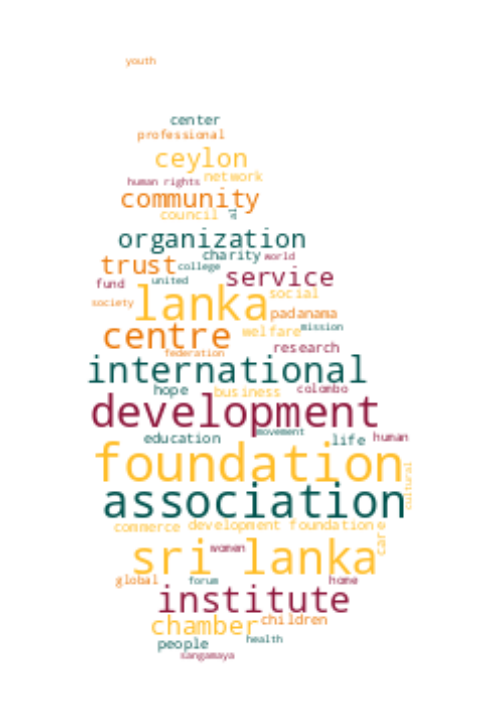 youth
center
professional
ceylon
human rights network
community
council
organization
charity world
trust college
united service
fund
lanka social
society
padanama
centre welfare mission
federation research
international
hope business colombo
development
movement
education life human
foundation
cultural
association
commerce development foundation
care
sri lanka
women
global forum home
institute
chamber children
people health
sangamaya